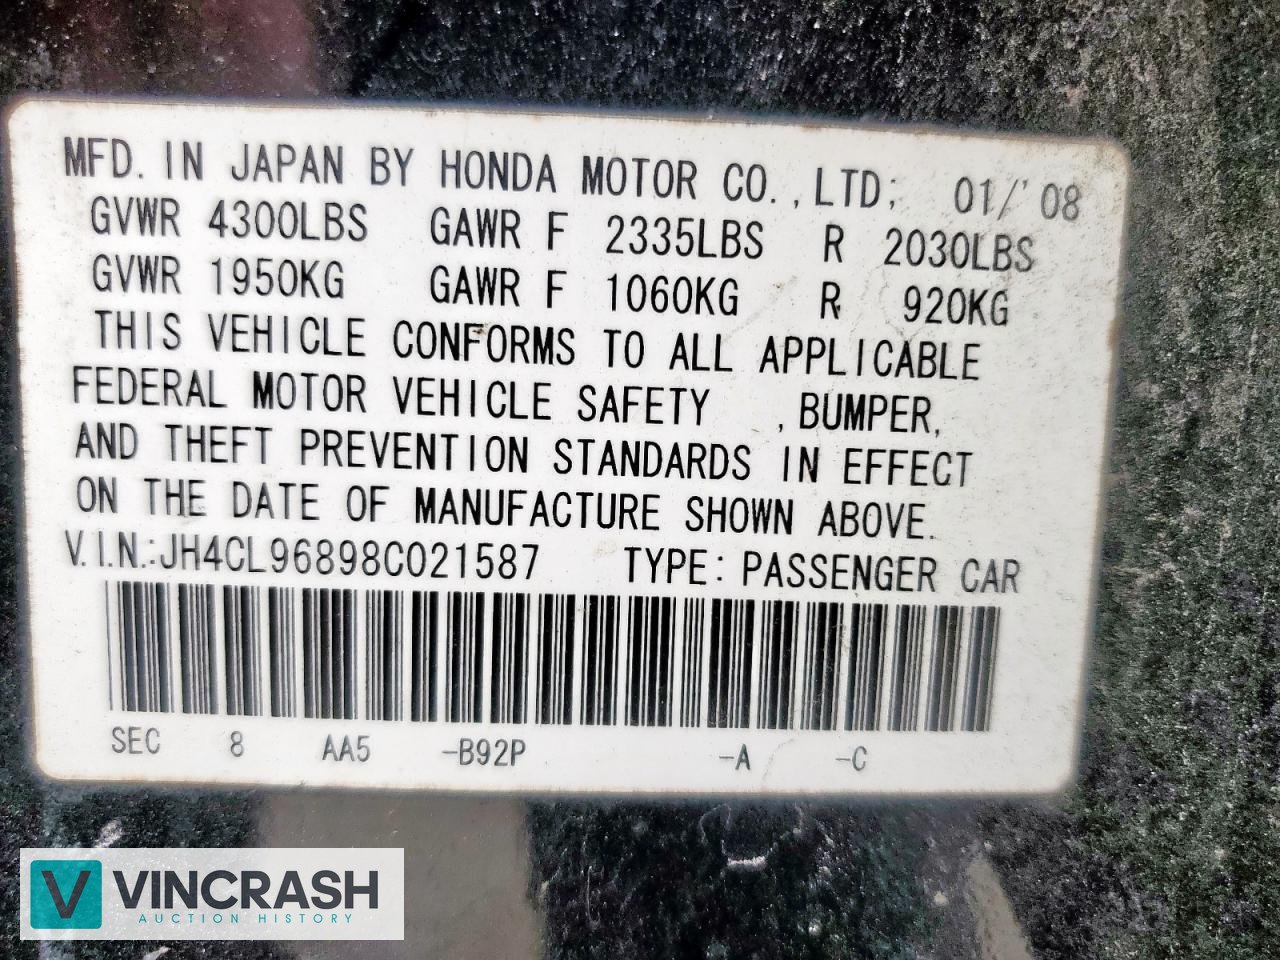 MFD. IN JAPAN BY HONDA MOTOR CO.,LTD; 01/'08
GVWR 4300LBS GAWR F 2335LBS R 2030LBS
GVWR 1950KG GAWR F 1060KG R 920KG
THIS VEHICLE CONFORMS TO ALL APPLICABLE
FEDERAL MOTOR VEHICLE SAFETY ,BUMPER,
AND THEFT PREVENTION STANDARDS IN EFFECT
ON THE DATE OF MANUFACTURE SHOWN ABOVE.
V.I.N.:JH4CL96898C021587 TYPE: PASSENGER CAR
SEC 8 AA5 -B92P -A -C
V VINCRASH
AUCTION HISTORY